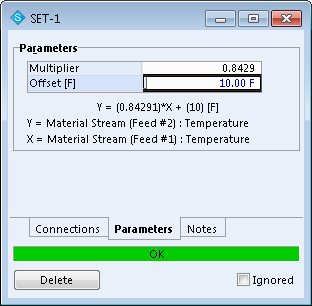 SET-1
Parameters
Multiplier 0.8429
Offset [F] 10.00 F
Y = (0.84291)*X + (10) [F]
Y = Material Stream (Feed #2) : Temperature
X = Material Stream (Feed #1) : Temperature
Connections Parameters Notes
OK
Delete Ignored